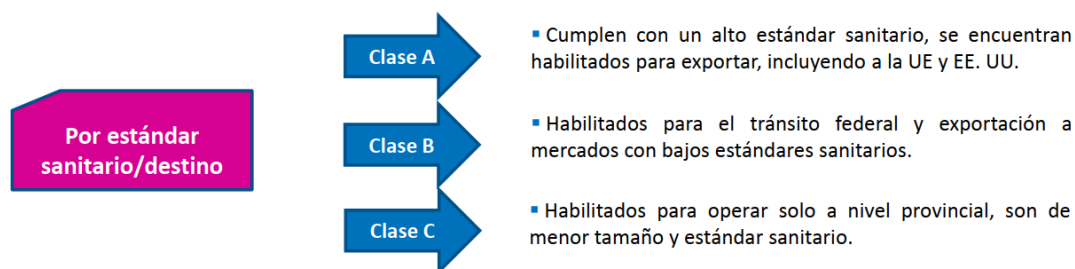 Por estándar
sanitario/destino
Clase A
▪ Cumplen con un alto estándar sanitario, se encuentran
habilitados para exportar, incluyendo a la UE y EE. UU.
Clase B
▪ Habilitados para el tránsito federal y exportación a
mercados con bajos estándares sanitarios.
Clase C
▪ Habilitados para operar solo a nivel provincial, son de
menor tamaño y estándar sanitario.